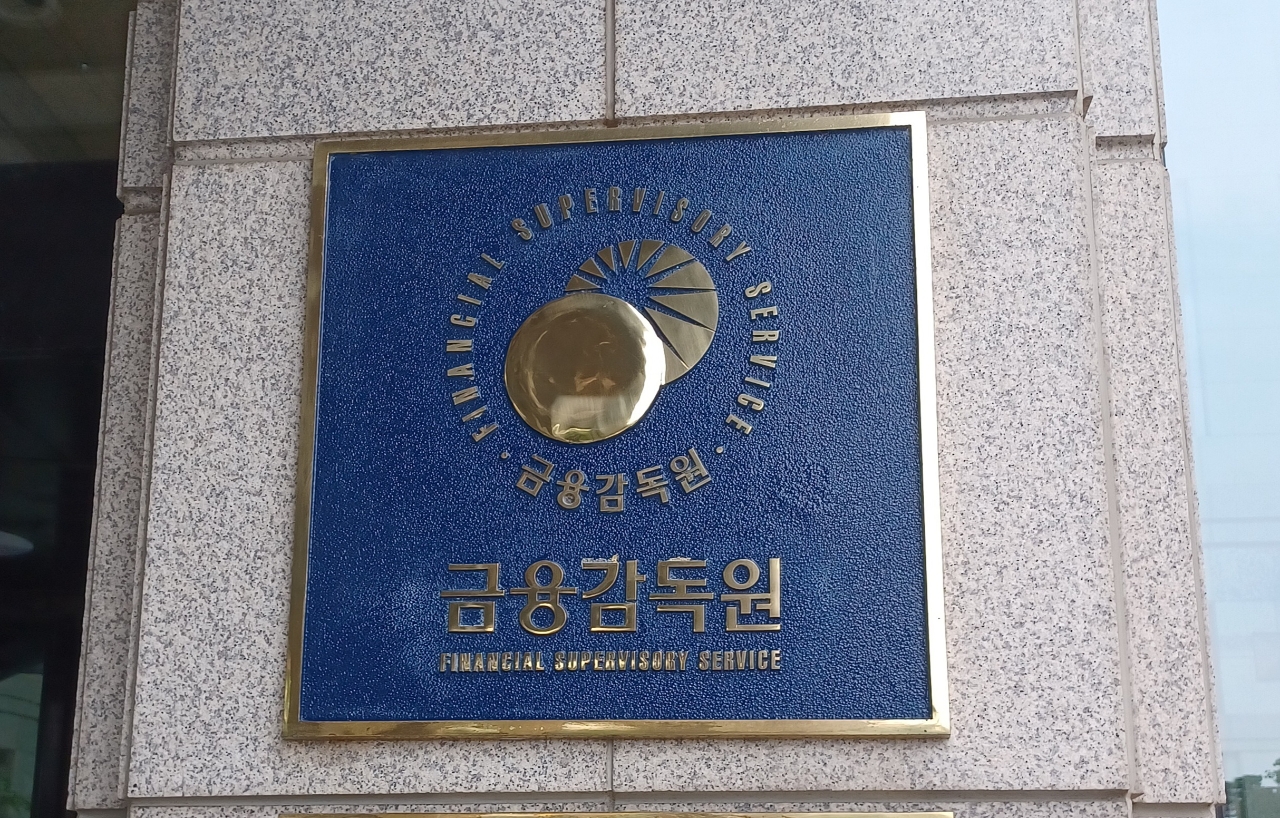 FINANCIAL SUPERVISORY SERVICE
· 금융감독원 ·
금융감독원
FINANCIAL SUPERVISORY SERVICE